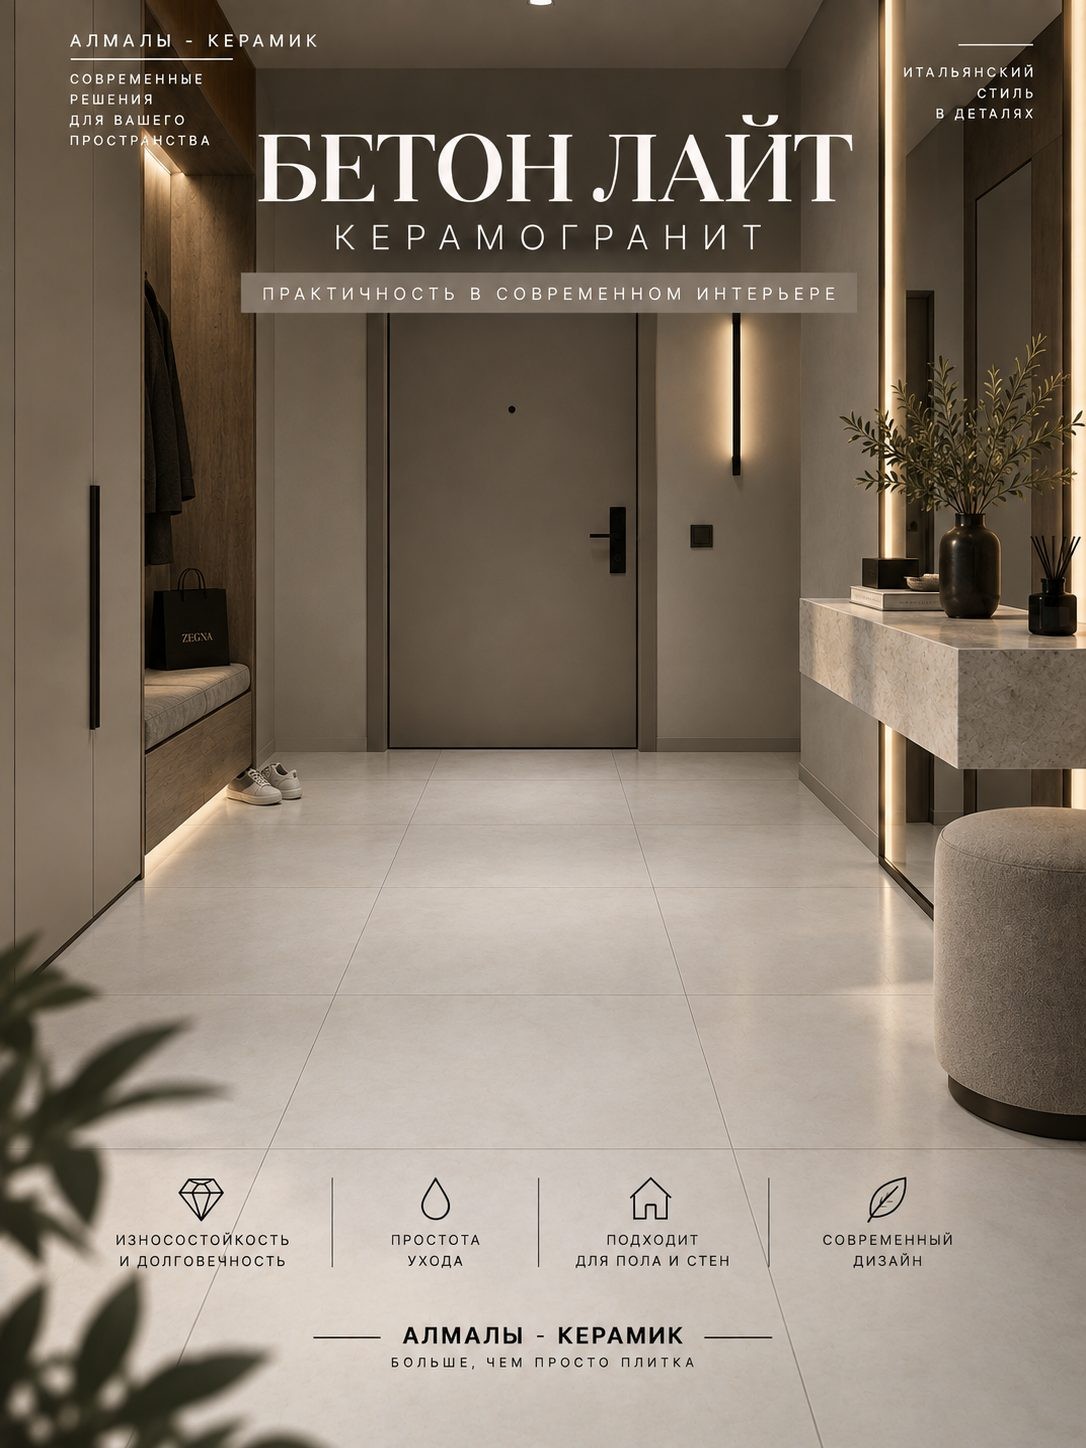 АЛМАЛЫ - КЕРАМИК
СОВРЕМЕННЫЕ
РЕШЕНИЯ
ДЛЯ ВАШЕГО
ПРОСТРАНСТВА
ИТАЛЬЯНСКИЙ
СТИЛЬ
В ДЕТАЛЯХ
БЕТОН ЛАЙТ
КЕРАМОГРАНИТ
ПРАКТИЧНОСТЬ В СОВРЕМЕННОМ ИНТЕРЬЕРЕ
ZEGNA
ИЗНОСОСТОЙКОСТЬ
И ДОЛГОВЕЧНОСТЬ
ПРОСТОТА
УХОДА
ПОДХОДИТ
ДЛЯ ПОЛА И СТЕН
СОВРЕМЕННЫЙ
ДИЗАЙН
АЛМАЛЫ - КЕРАМИК
БОЛЬШЕ, ЧЕМ ПРОСТО ПЛИТКА